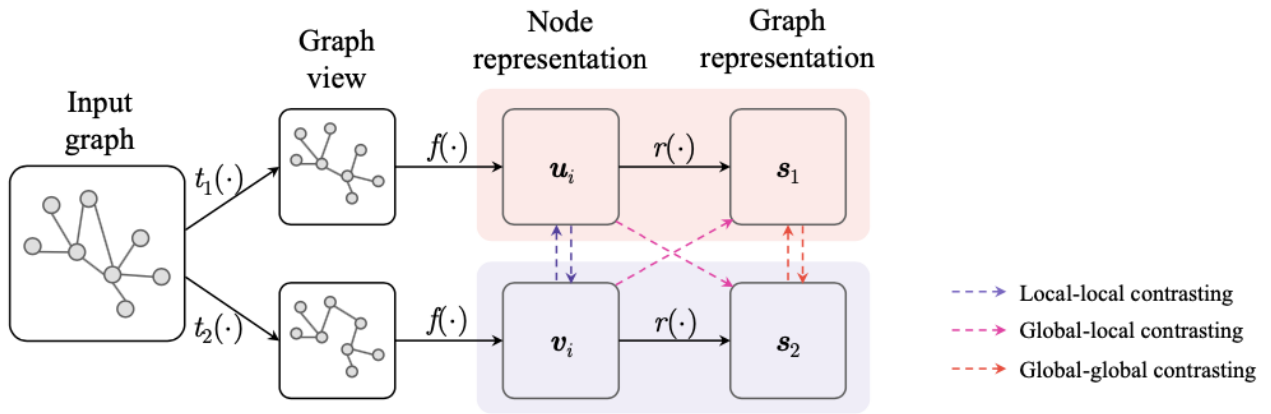 Input
graph
Graph
view
Node
representation
Graph
representation
t₁(·)
f(·)
uᵢ
r(·)
s₁
t₂(·)
f(·)
vᵢ
r(·)
s₂
Local-local contrasting
Global-local contrasting
Global-global contrasting